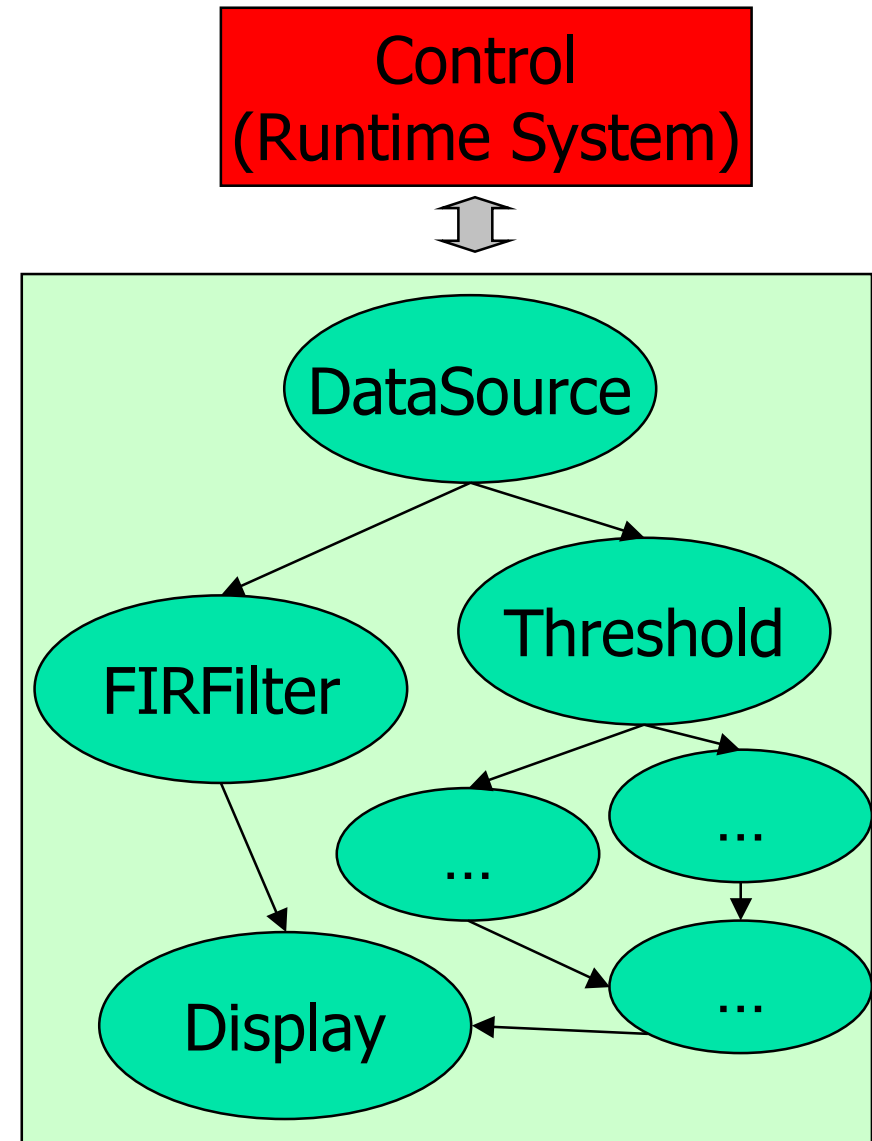 Control
(Runtime System)
DataSource
Threshold
FIRFilter
...
...
...
Display